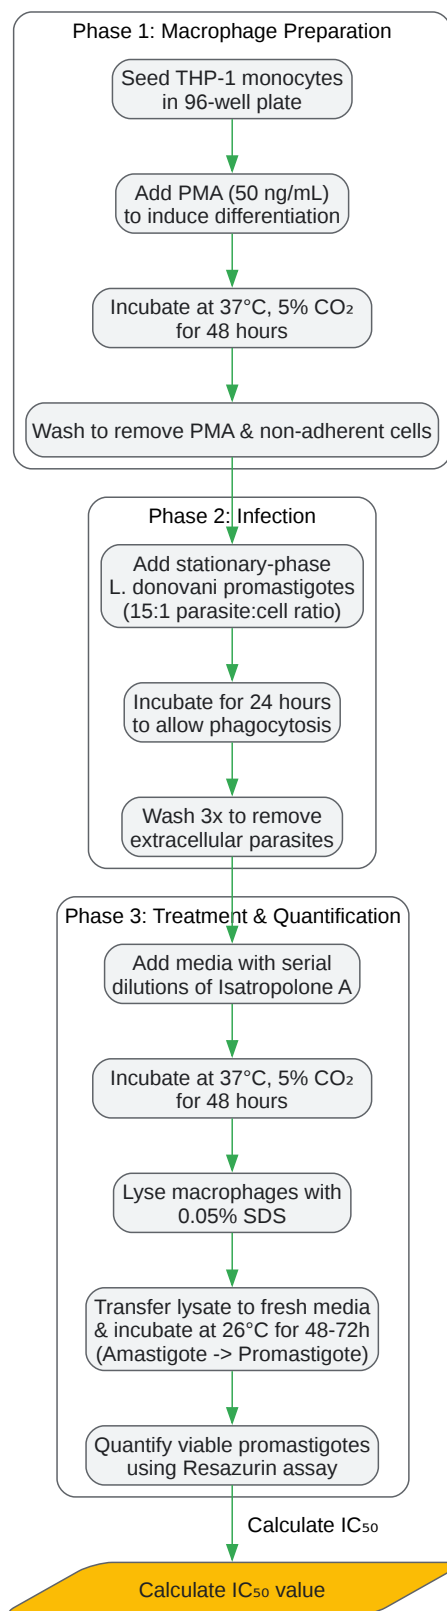 Phase 1: Macrophage Preparation
Seed THP-1 monocytes
in 96-well plate
Add PMA (50 ng/mL)
to induce differentiation
Incubate at 37°C, 5% CO₂
for 48 hours
Wash to remove PMA & non-adherent cells
Phase 2: Infection
Add stationary-phase
L. donovani promastigotes
(15:1 parasite:cell ratio)
Incubate for 24 hours
to allow phagocytosis
Wash 3x to remove
extracellular parasites
Phase 3: Treatment & Quantification
Add media with serial
dilutions of Isatropolone A
Incubate at 37°C, 5% CO₂
for 48 hours
Lyse macrophages with
0.05% SDS
Transfer lysate to fresh media
& incubate at 26°C for 48-72h
(Amastigote -> Promastigote)
Quantify viable promastigotes
using Resazurin assay
Calculate IC₅₀
Calculate IC₅₀ value